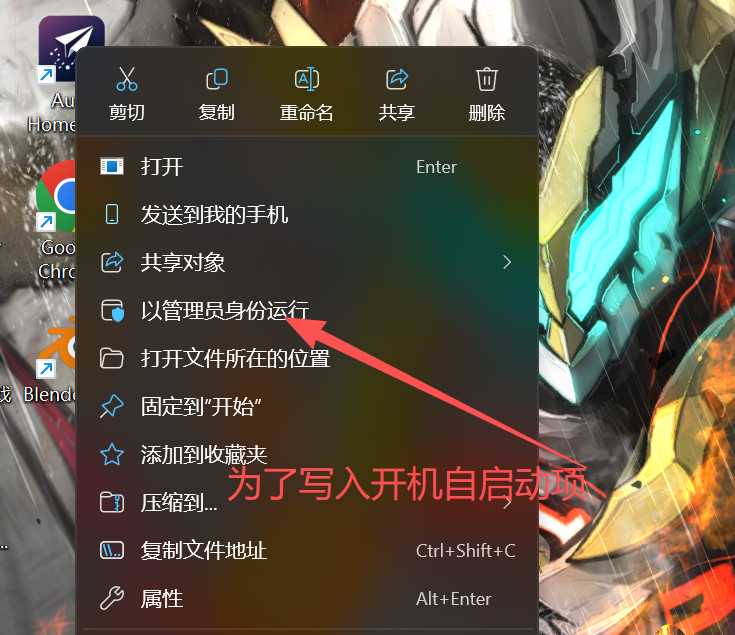 剪切
复制
重命名
共享
删除
Au
Home
打开
Enter
发送到我的手机
Goo
Chro
共享对象
以管理员身份运行
打开文件所在的位置
Blende
固定到"开始"
添加到收藏夹
为了写入开机自启动项
压缩到...
复制文件地址
Ctrl+Shift+C
属性
Alt+Enter